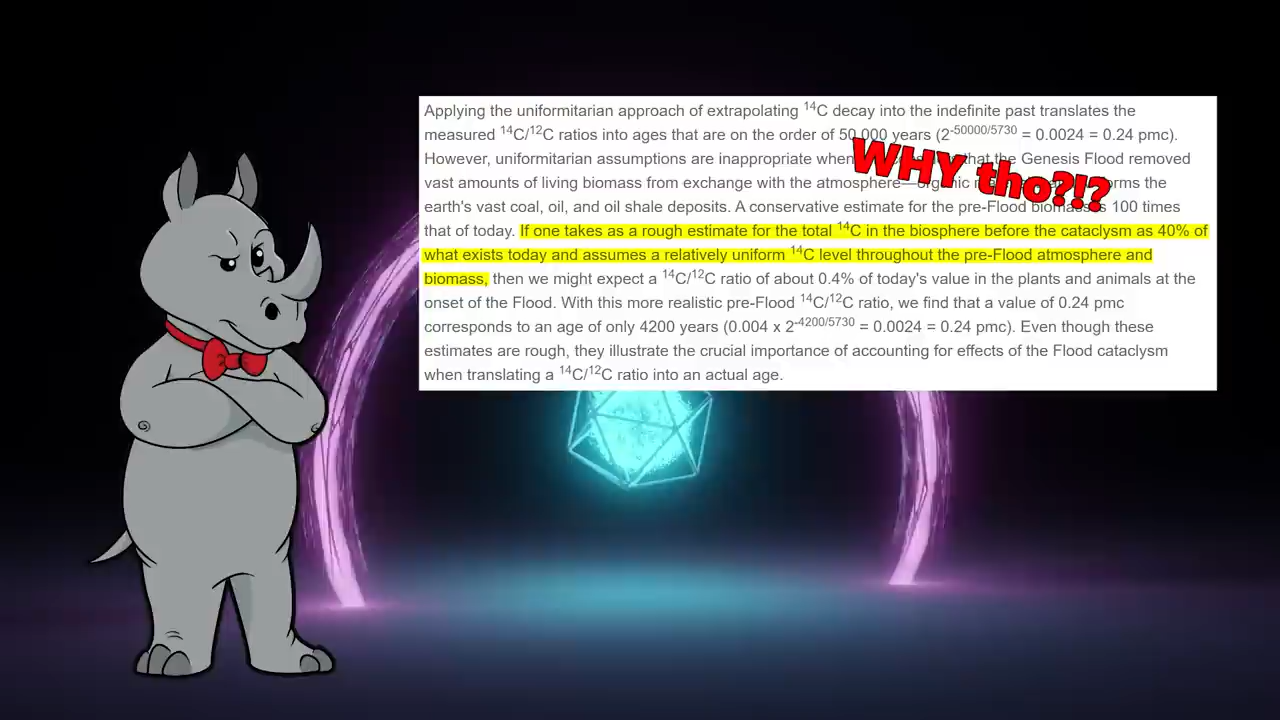 Applying the uniformitarian approach of extrapolating ¹⁴C decay into the indefinite past translates the
measured ¹⁴C/¹²C ratios into ages that are on the order of 50,000 years (2⁻⁵⁰⁰⁰⁰/⁵⁷³⁰ = 0.0024 = 0.24 pmc).
However, uniformitarian assumptions are inappropriate when that the Genesis Flood removed
WHY tho?!?
vast amounts of living biomass from exchange with the atmosphere—organic the
earth's vast coal, oil, and oil shale deposits. A conservative estimate for the pre-Flood biomass is 100 times
that of today. If one takes as a rough estimate for the total ¹⁴C in the biosphere before the cataclysm as 40% of
what exists today and assumes a relatively uniform ¹⁴C level throughout the pre-Flood atmosphere and
biomass, then we might expect a ¹⁴C/¹²C ratio of about 0.4% of today's value in the plants and animals at the
onset of the Flood. With this more realistic pre-Flood ¹⁴C/¹²C ratio, we find that a value of 0.24 pmc
corresponds to an age of only 4200 years (0.004 x 2⁻⁴²⁰⁰/⁵⁷³⁰ = 0.0024 = 0.24 pmc). Even though these
estimates are rough, they illustrate the crucial importance of accounting for effects of the Flood cataclysm
when translating a ¹⁴C/¹²C ratio into an actual age.